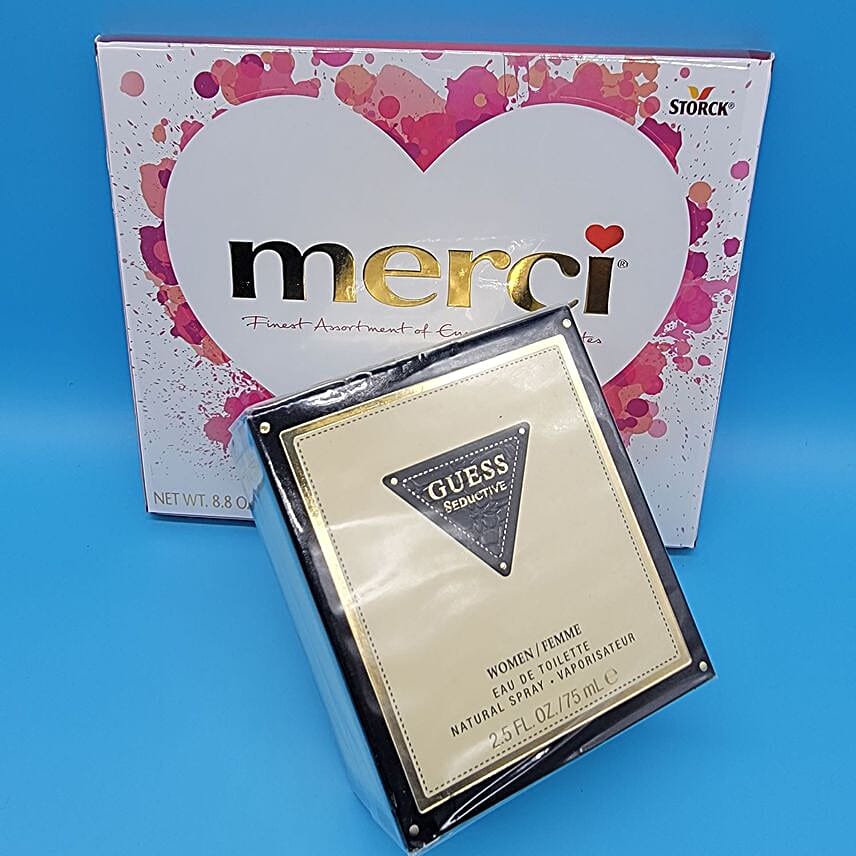 STORCK®
merci®
Finest Assortment of
NET WT. 8.8
GUESS
SEDUCTIVE
WOMEN / FEMME
EAU DE TOILETTE
NATURAL SPRAY • VAPORISATEUR
2.5 FL. OZ./75 mL ℮